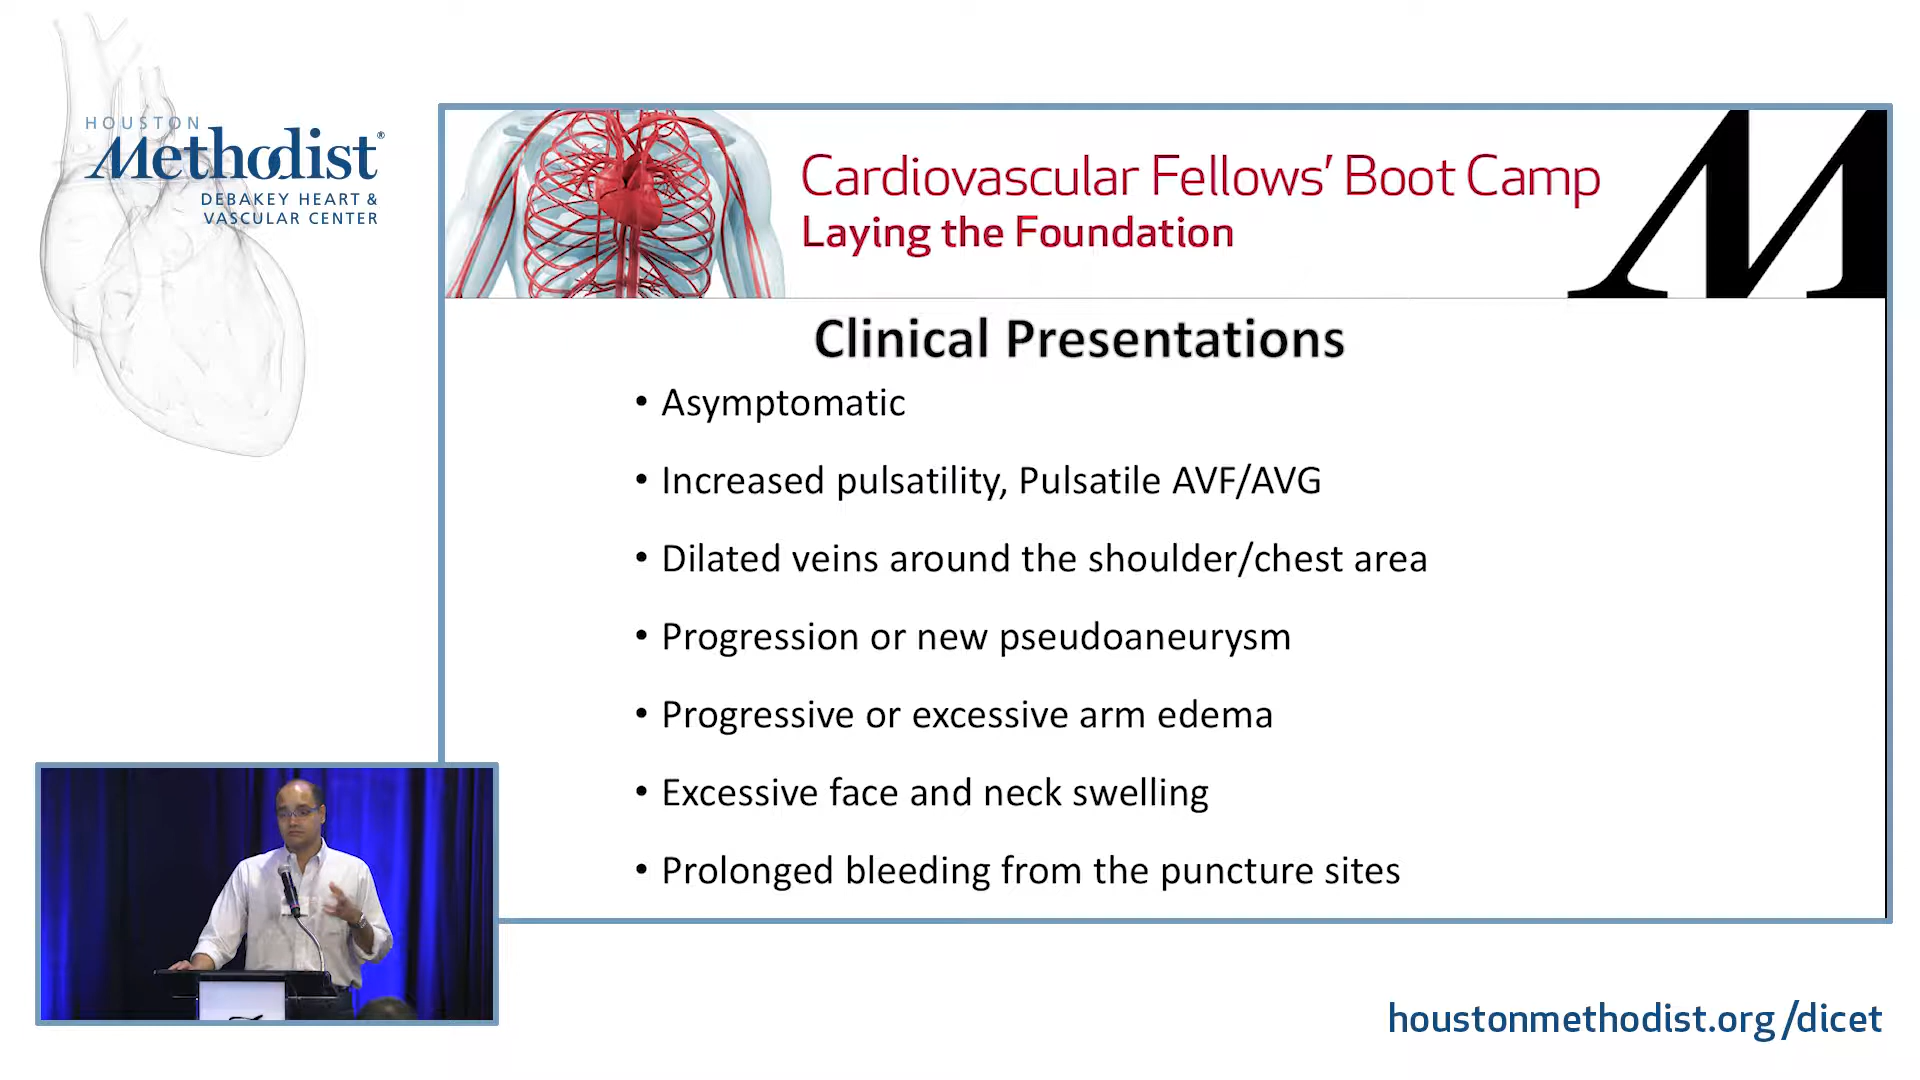 HOUSTON
Methodist®
DEBAKEY HEART &
VASCULAR CENTER
Cardiovascular Fellows' Boot Camp
Laying the Foundation
M
Clinical Presentations
• Asymptomatic
• Increased pulsatility, Pulsatile AVF/AVG
• Dilated veins around the shoulder/chest area
• Progression or new pseudoaneurysm
• Progressive or excessive arm edema
• Excessive face and neck swelling
• Prolonged bleeding from the puncture sites
houstonmethodist.org/dicet